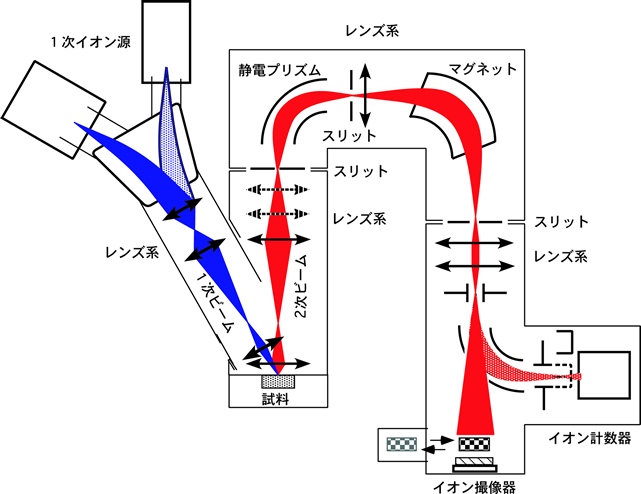 レンズ系
1次イオン源
静電プリズム
マグネット
スリット
スリット
レンズ系
スリット
レンズ系
レンズ系
1次ビーム
2次ビーム
試料
イオン計数器
イオン撮像器